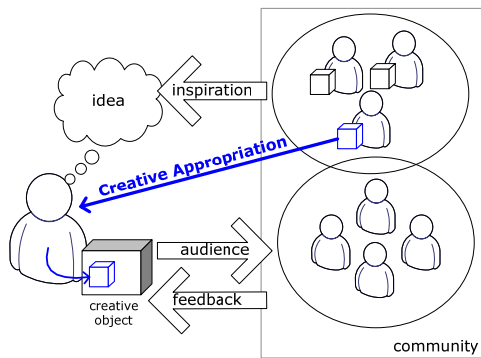 idea
inspiration
Creative Appropriation
audience
feedback
creative
object
community